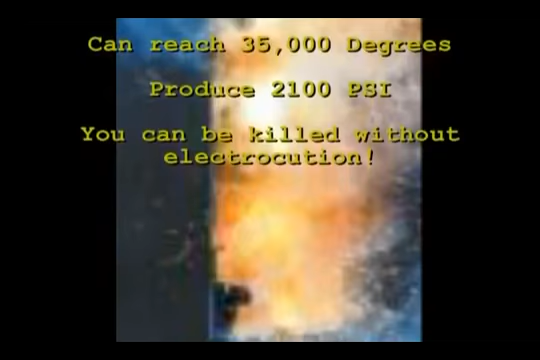 Can reach 35,000 Degrees
Produce 2100 PSI
You can be killed without
electrocution!